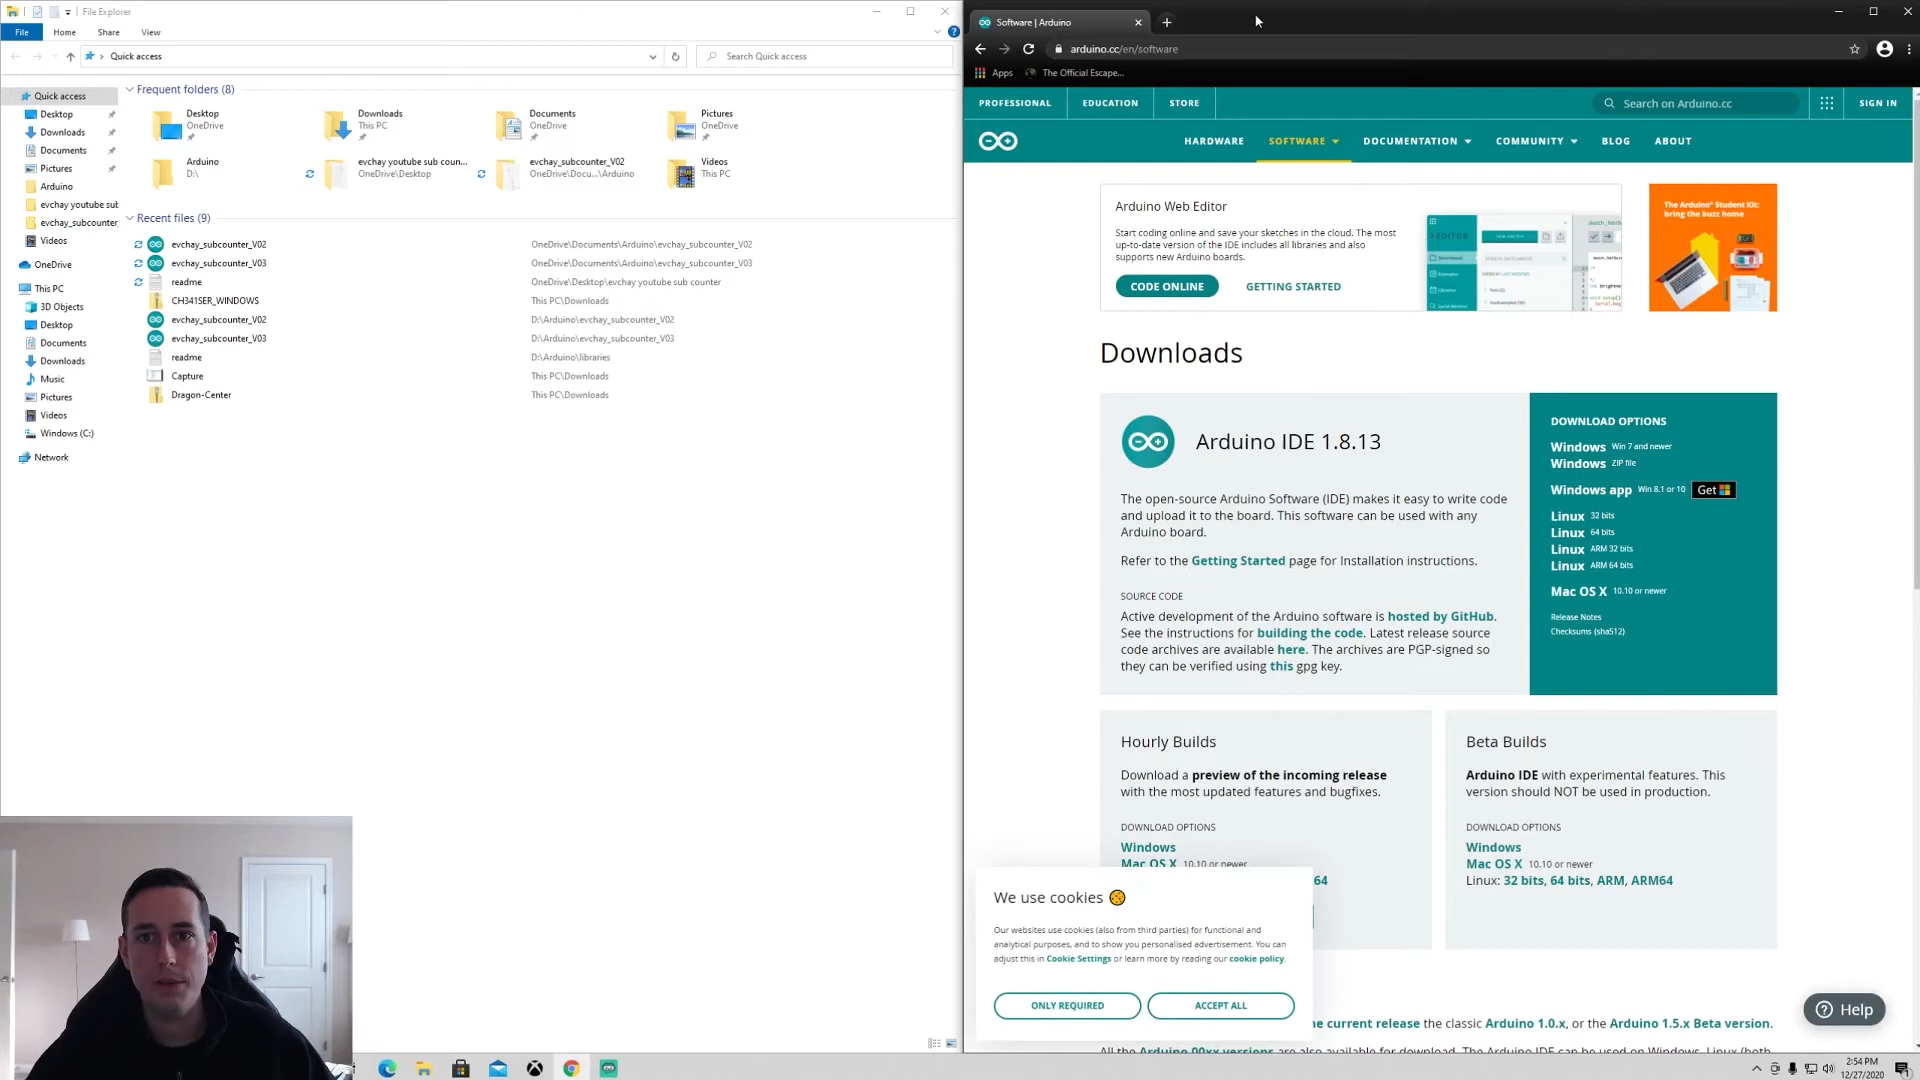 File Explorer
File
Home
Share
View
Quick access
Search Quick access
Quick access
Desktop
Downloads
Documents
Pictures
Arduino
evchay youtube sub
evchay_subcounter_
Videos
OneDrive
This PC
3D Objects
Desktop
Documents
Downloads
Music
Pictures
Videos
Windows (C:)
Network
Frequent folders (8)
Desktop
OneDrive
Downloads
This PC
Documents
OneDrive
Pictures
OneDrive
Arduino
D:\
evchay youtube sub coun...
OneDrive\Desktop
evchay_subcounter_V02
OneDrive\Docu...\Arduino
Videos
This PC
Recent files (9)
evchay_subcounter_V02 OneDrive\Documents\Arduino\evchay_subcounter_V02
evchay_subcounter_V03 OneDrive\Documents\Arduino\evchay_subcounter_V03
readme OneDrive\Desktop\evchay youtube sub counter
CH341SER_WINDOWS This PC\Downloads
evchay_subcounter_V02 D:\Arduino\evchay_subcounter_V02
evchay_subcounter_V03 D:\Arduino\evchay_subcounter_V03
readme D:\Arduino\libraries
Capture This PC\Downloads
Dragon-Center This PC\Downloads
Software | Arduino
arduino.cc/en/software
Apps
The Official Escape...
PROFESSIONAL
EDUCATION
STORE
Search on Arduino.cc
SIGN IN
HARDWARE
SOFTWARE
DOCUMENTATION
COMMUNITY
BLOG
ABOUT
Arduino Web Editor
Start coding online and save your sketches in the cloud. The most
up-to-date version of the IDE includes all libraries and also
supports new Arduino boards.
CODE ONLINE
GETTING STARTED
The Arduino® Student Kit:
bring the buzz home
Downloads
Arduino IDE 1.8.13
The open-source Arduino Software (IDE) makes it easy to write code
and upload it to the board. This software can be used with any
Arduino board.
Refer to the Getting Started page for Installation instructions.
SOURCE CODE
Active development of the Arduino software is hosted by GitHub.
See the instructions for building the code. Latest release source
code archives are available here. The archives are PGP-signed so
they can be verified using this gpg key.
DOWNLOAD OPTIONS
Windows Win 7 and newer
Windows ZIP file
Windows app Win 8.1 or 10 Get
Linux 32 bits
Linux 64 bits
Linux ARM 32 bits
Linux ARM 64 bits
Mac OS X 10.10 or newer
Release Notes
Checksums (sha512)
Hourly Builds
Download a preview of the incoming release
with the most updated features and bugfixes.
DOWNLOAD OPTIONS
Windows
Mac OS X 10.10 or newer
64
Beta Builds
Arduino IDE with experimental features. This
version should NOT be used in production.
DOWNLOAD OPTIONS
Windows
Mac OS X 10.10 or newer
Linux: 32 bits, 64 bits, ARM, ARM64
We use cookies
Our websites use cookies (also from third parties) for functional and
analytical purposes, and to show you personalised advertisement. You can
adjust this in Cookie Settings or learn more by reading our cookie policy.
ONLY REQUIRED
ACCEPT ALL
Help
e current release the classic Arduino 1.0.x, or the Arduino 1.5.x Beta version.
All the Arduino 00xx versions are also available for download. The Arduino IDE can be used on Windows, Linux (both
2:54 PM
12/27/2020